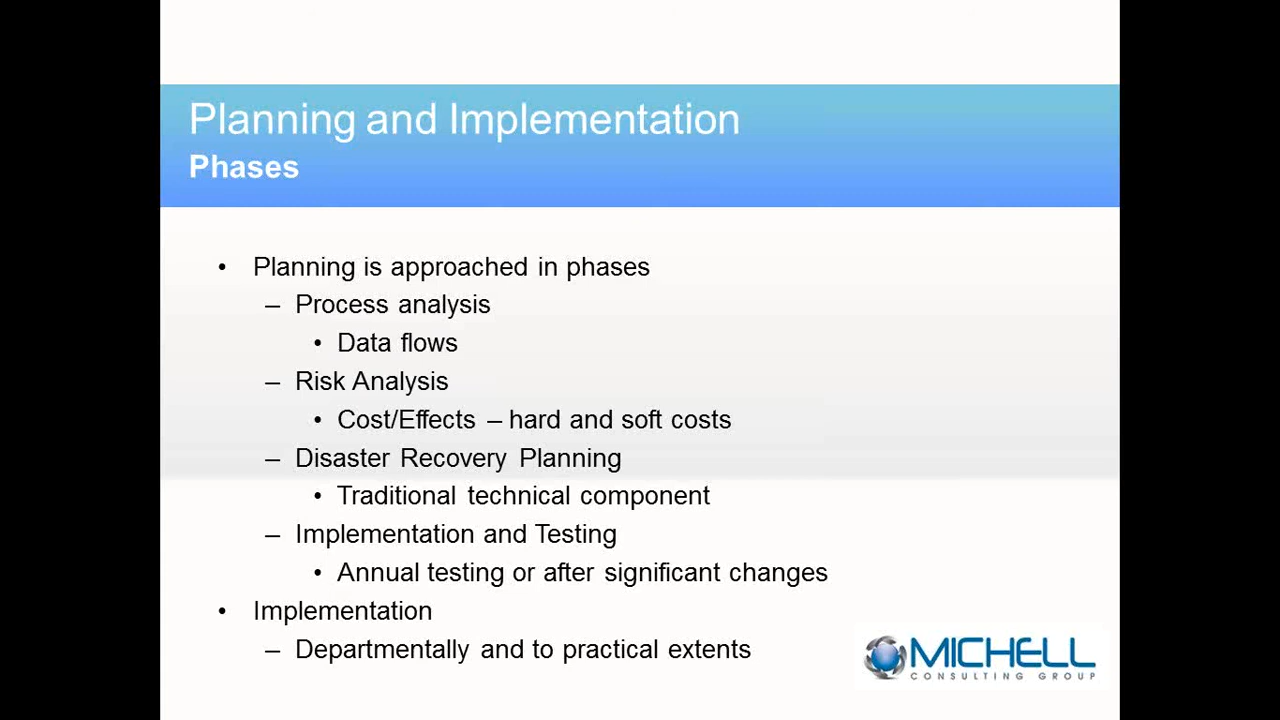 Planning and Implementation
Phases
• Planning is approached in phases
– Process analysis
• Data flows
– Risk Analysis
• Cost/Effects – hard and soft costs
– Disaster Recovery Planning
• Traditional technical component
– Implementation and Testing
• Annual testing or after significant changes
• Implementation
– Departmentally and to practical extents
MICHELL
CONSULTING GROUP